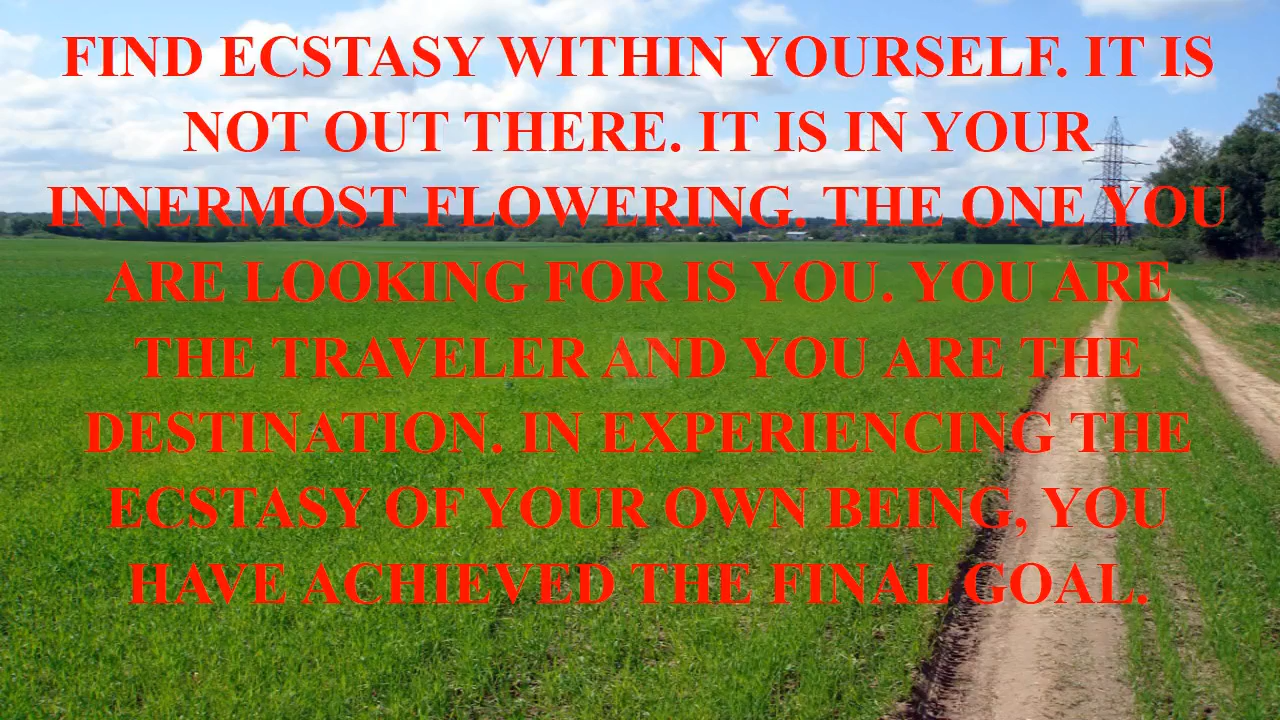 FIND ECSTASY WITHIN YOURSELF. IT IS
NOT OUT THERE. IT IS IN YOUR
INNERMOST FLOWERING. THE ONE YOU
ARE LOOKING FOR IS YOU. YOU ARE
THE TRAVELER AND YOU ARE THE
DESTINATION. IN EXPERIENCING THE
ECSTASY OF YOUR OWN BEING, YOU
HAVE ACHIEVED THE FINAL GOAL.